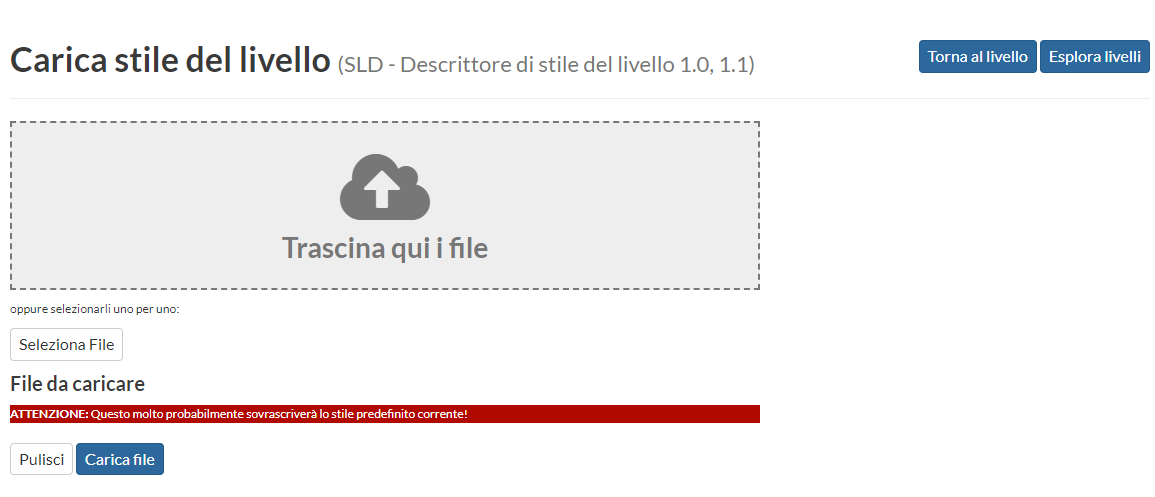 Carica stile del livello (SLD - Descrittore di stile del livello 1.0, 1.1)
Torna al livello
Esplora livelli
Trascina qui i file
oppure selezionarli uno per uno:
Seleziona File
File da caricare
ATTENZIONE: Questo molto probabilmente sovrascriverà lo stile predefinito corrente!
Pulisci
Carica file